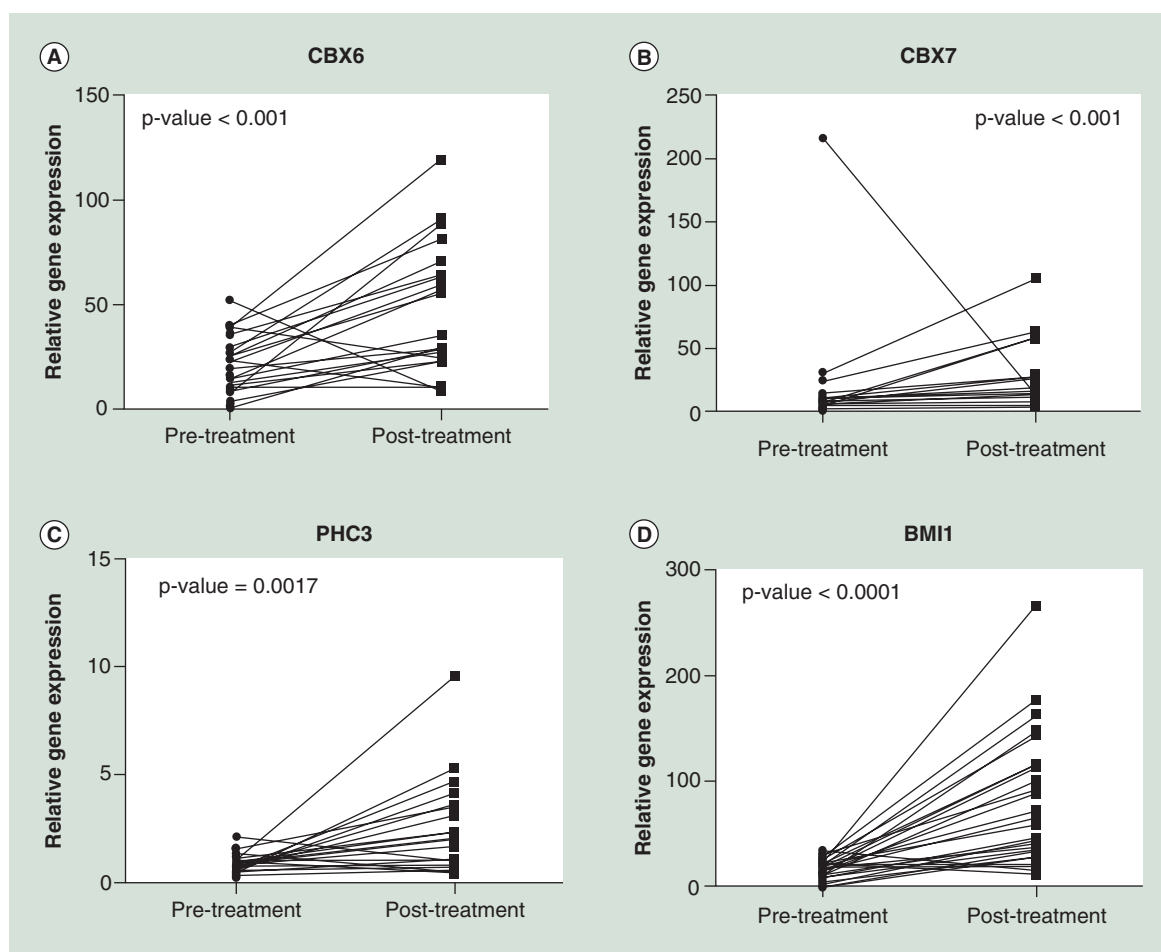 A
CBX6
150
100
50
0
Relative gene expression
p-value < 0.001
Pre-treatment
Post-treatment
B
CBX7
250
200
150
100
50
0
Relative gene expression
p-value < 0.001
Pre-treatment
Post-treatment
C
PHC3
15
10
5
0
Relative gene expression
p-value = 0.0017
Pre-treatment
Post-treatment
D
BMI1
300
200
100
0
Relative gene expression
p-value < 0.0001
Pre-treatment
Post-treatment